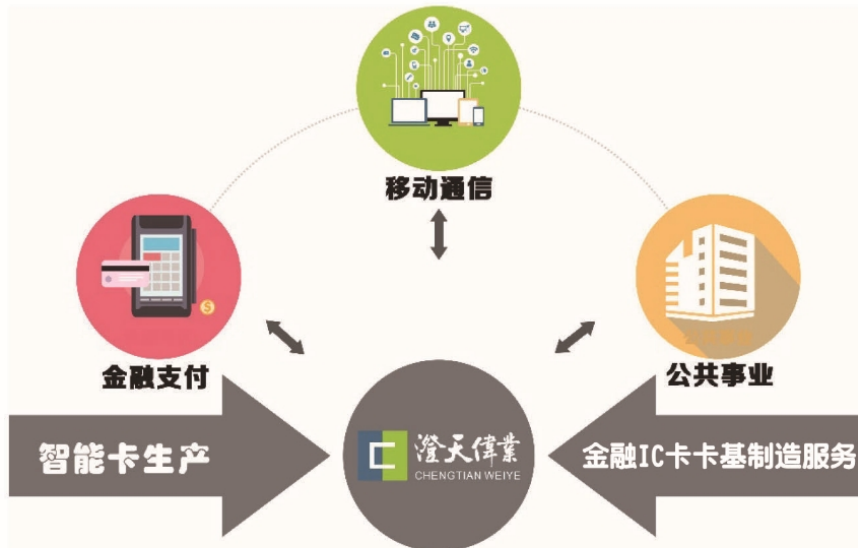 移动通信
金融支付
公共事业
智能卡生产
澄天偉業
CHENGTIAN WEIYE
金融IC卡卡基制造服务